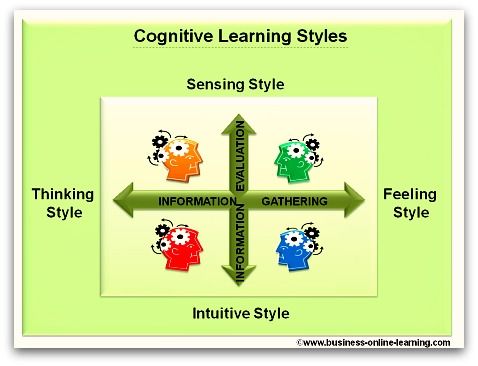 Cognitive Learning Styles
Sensing Style
Thinking
Style
INFORMATION GATHERING
INFORMATION EVALUATION
Feeling
Style
Intuitive Style
©www.business-online-learning.com